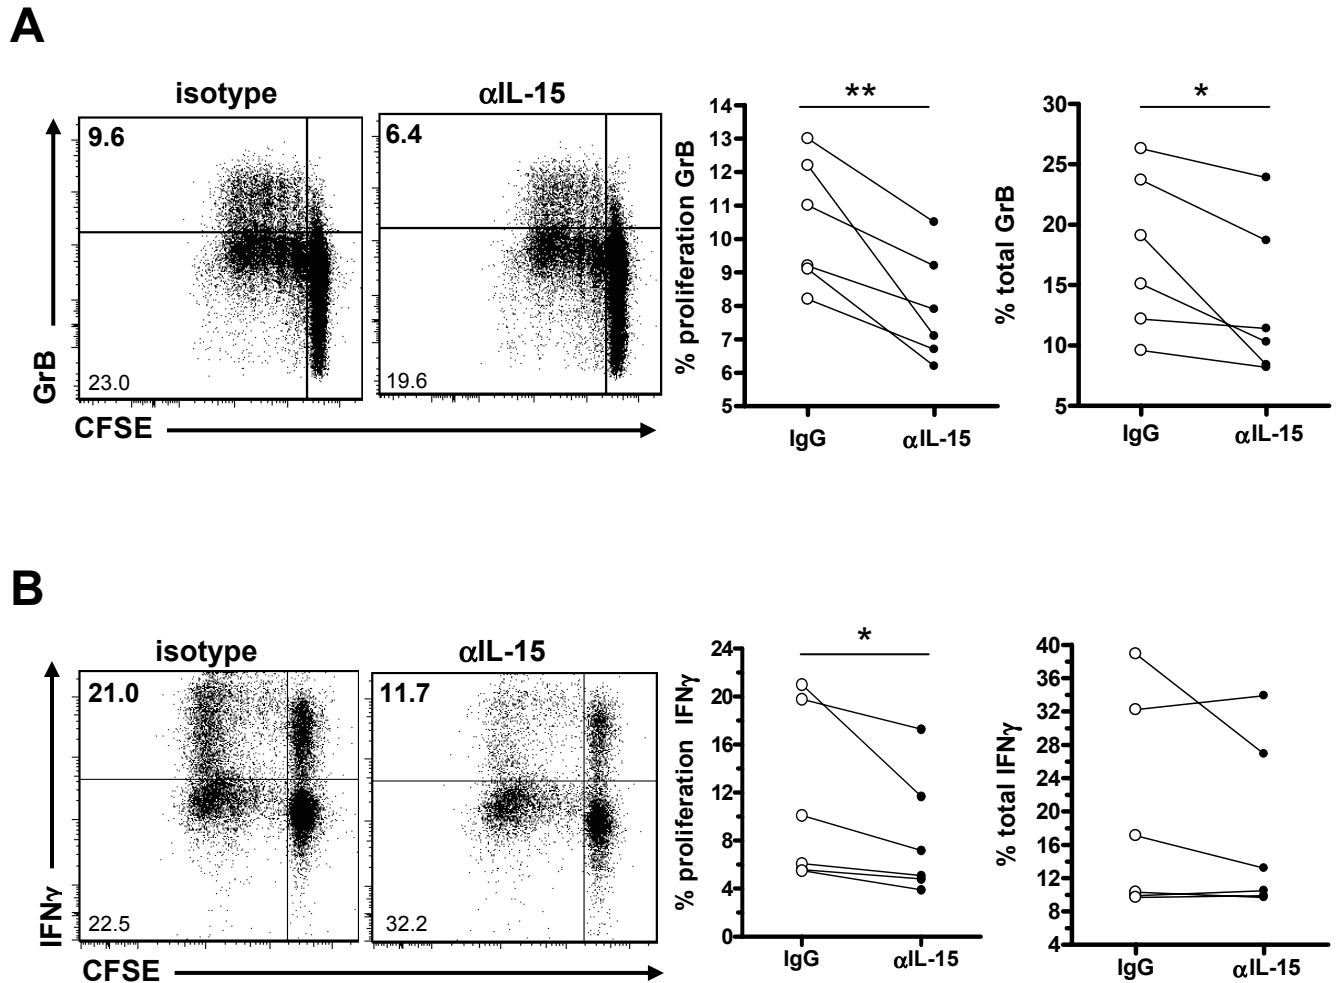 A
isotype
αIL-15
9.6
23.0
6.4
19.6
GrB
CFSE
**
% proliferation GrB
14
13
12
11
10
9
8
7
6
5
IgG
αIL-15
*
% total GrB
30
25
20
15
10
5
IgG
αIL-15
B
isotype
αIL-15
21.0
22.5
11.7
32.2
IFNγ
CFSE
*
% proliferation IFNγ
24
20
16
12
8
4
0
IgG
αIL-15
% total IFNγ
40
36
32
28
24
20
16
12
8
4
IgG
αIL-15